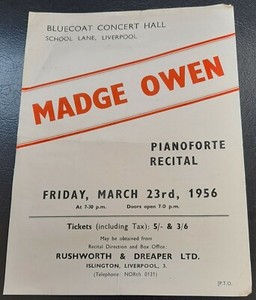 BLUECOAT CONCERT HALL
SCHOOL LANE, LIVERPOOL
MADGE OWEN
PIANOFORTE
RECITAL
FRIDAY, MARCH 23rd, 1956
At 7-30 p.m. Doors open 7-0 p.m.
Tickets (including Tax): 5/- & 3/6
May be obtained from
Recital Direction and Box Office:
RUSHWORTH & DREAPER LTD.
ISLINGTON, LIVERPOOL, 3.
(Telephone NORth 0131)
[P.T.O.